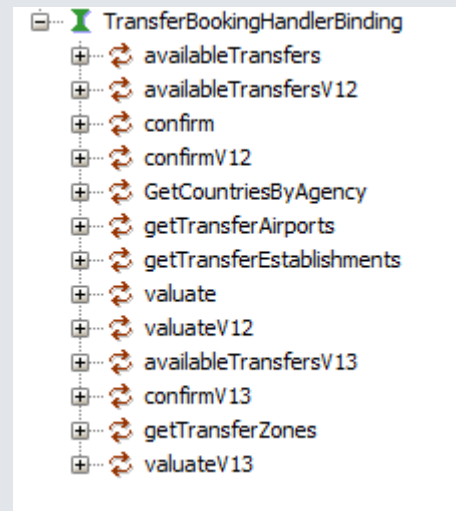 TransferBookingHandlerBinding
availableTransfers
availableTransfersV12
confirm
confirmV12
GetCountriesByAgency
getTransferAirports
getTransferEstablishments
valuate
valuateV12
availableTransfersV13
confirmV13
getTransferZones
valuateV13